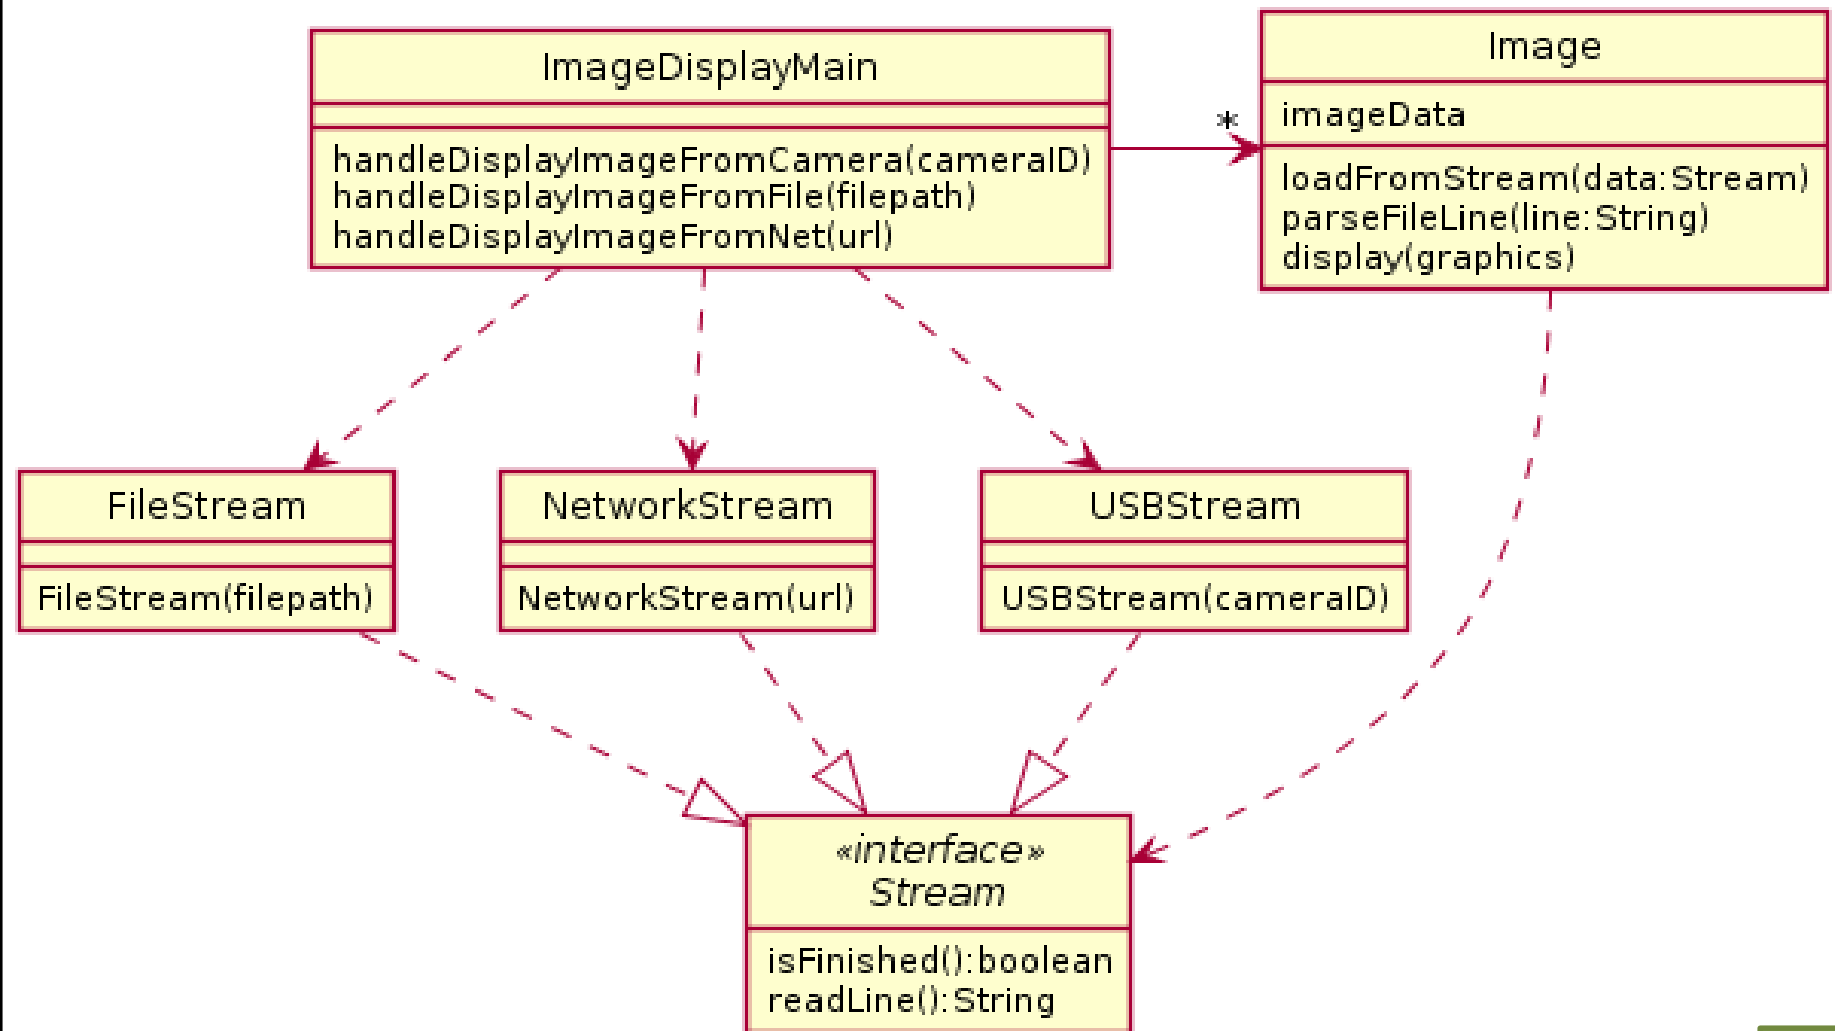 ImageDisplayMain
handleDisplayImageFromCamera(cameraID)
handleDisplayImageFromFile(filepath)
handleDisplayImageFromNet(url)
*
Image
imageData
loadFromStream(data:Stream)
parseFileLine(line:String)
display(graphics)
FileStream
FileStream(filepath)
NetworkStream
NetworkStream(url)
USBStream
USBStream(cameraID)
«interface»
Stream
isFinished():boolean
readLine():String